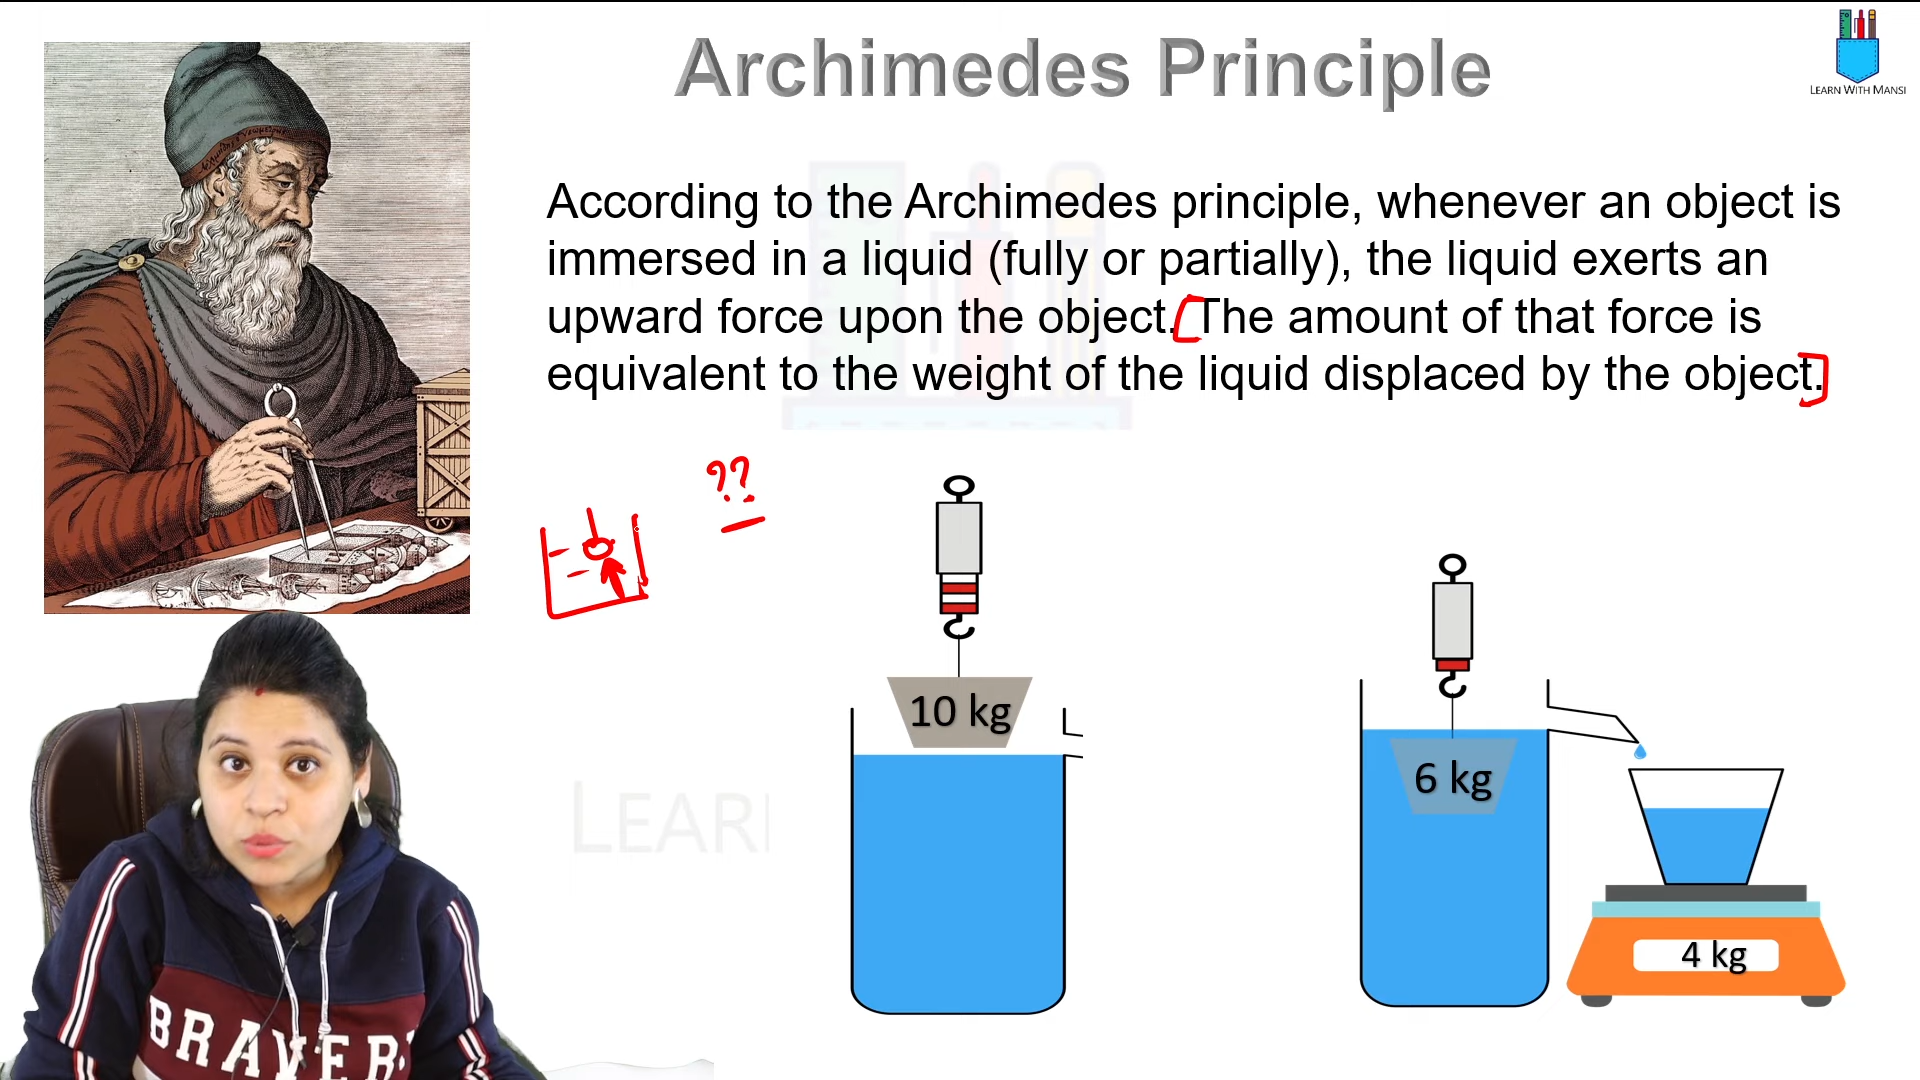 Archimedes Principle
LEARN WITH MANSI
According to the Archimedes principle, whenever an object is
immersed in a liquid (fully or partially), the liquid exerts an
upward force upon the object. [The amount of that force is
equivalent to the weight of the liquid displaced by the object.]
??
10 kg
6 kg
4 kg
LEAR
BRAVER